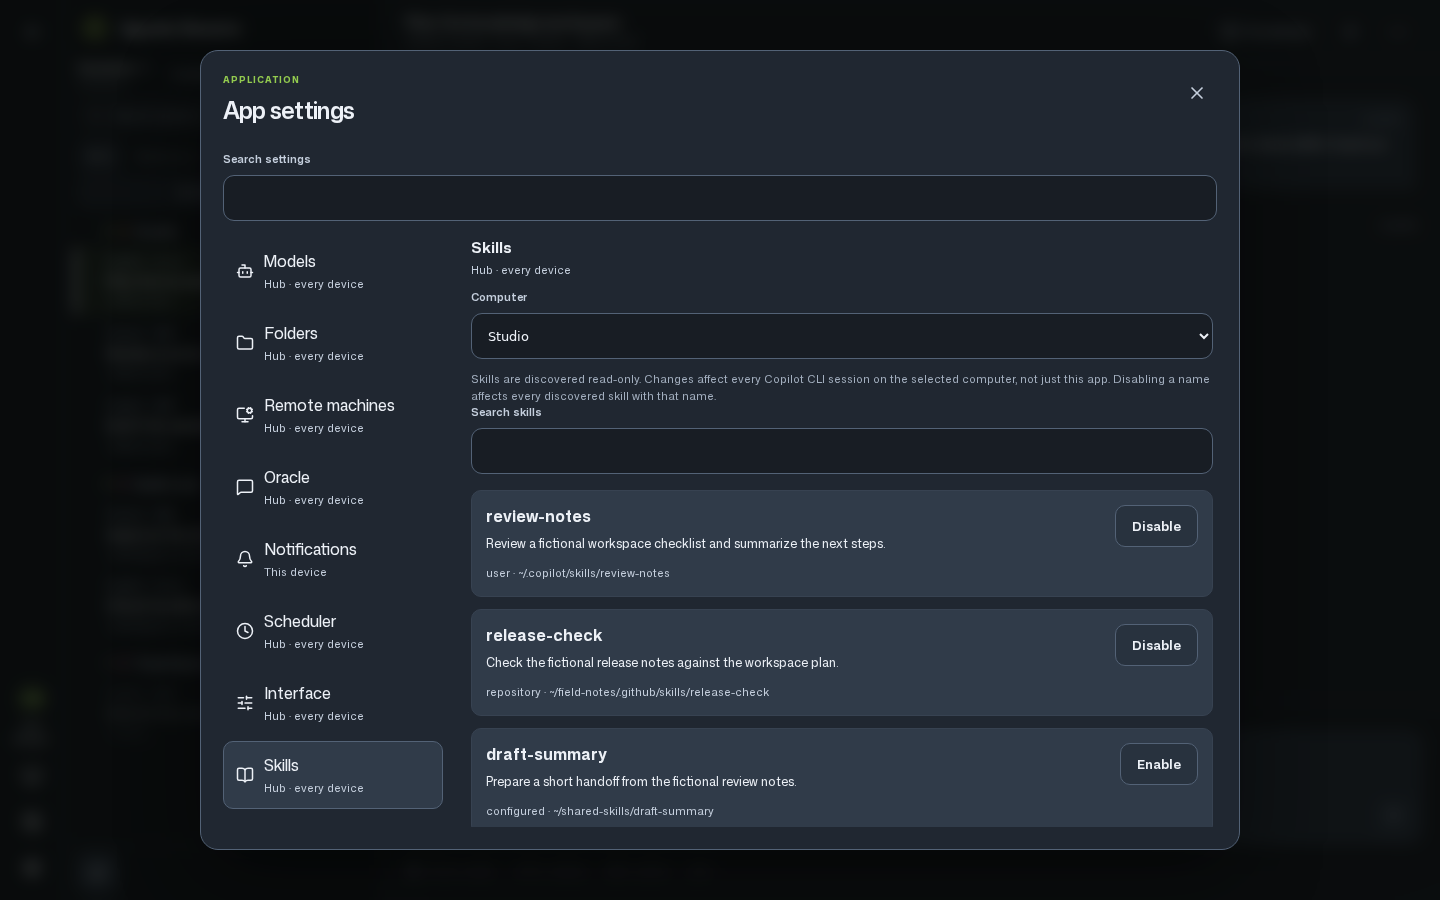 APPLICATION
App settings
Search settings
Models
Hub · every device
Folders
Hub · every device
Remote machines
Hub · every device
Oracle
Hub · every device
Notifications
This device
Scheduler
Hub · every device
Interface
Hub · every device
Skills
Hub · every device
Skills
Hub · every device
Computer
Studio
Skills are discovered read-only. Changes affect every Copilot CLI session on the selected computer, not just this app. Disabling a name
affects every discovered skill with that name.
Search skills
review-notes
Disable
Review a fictional workspace checklist and summarize the next steps.
user · ~/.copilot/skills/review-notes
release-check
Disable
Check the fictional release notes against the workspace plan.
repository · ~/field-notes/.github/skills/release-check
draft-summary
Enable
Prepare a short handoff from the fictional review notes.
configured · ~/shared-skills/draft-summary